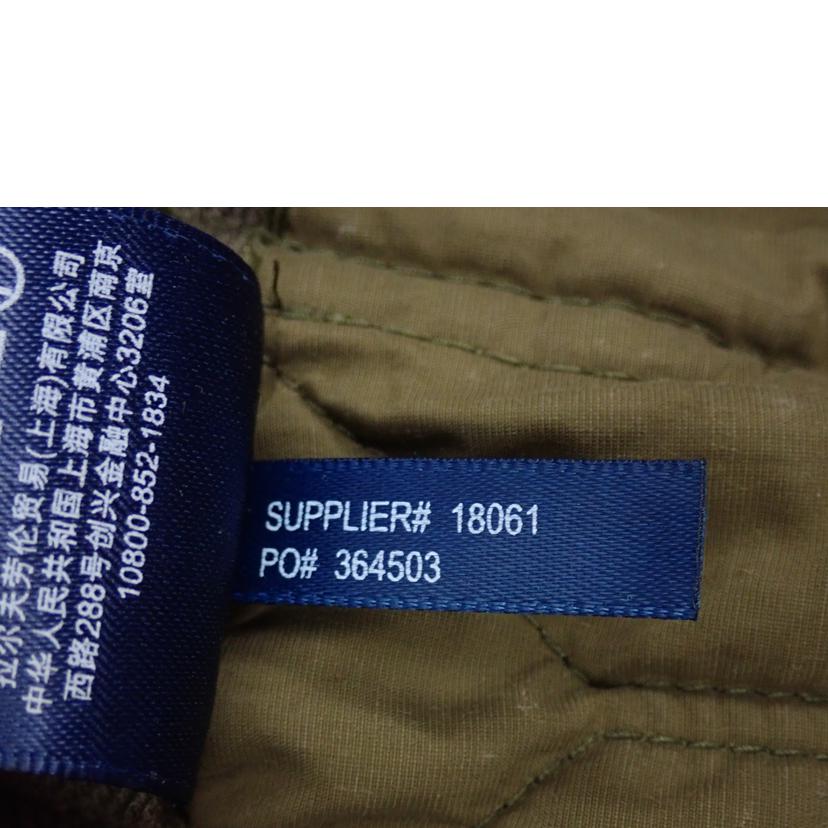 拉尔夫劳伦贸易(上海)有限公司
中华人民共和国上海市黄浦区南京
西路288号创兴金融中心3206室
10800-852-1834
SUPPLIER# 18061
PO# 364503